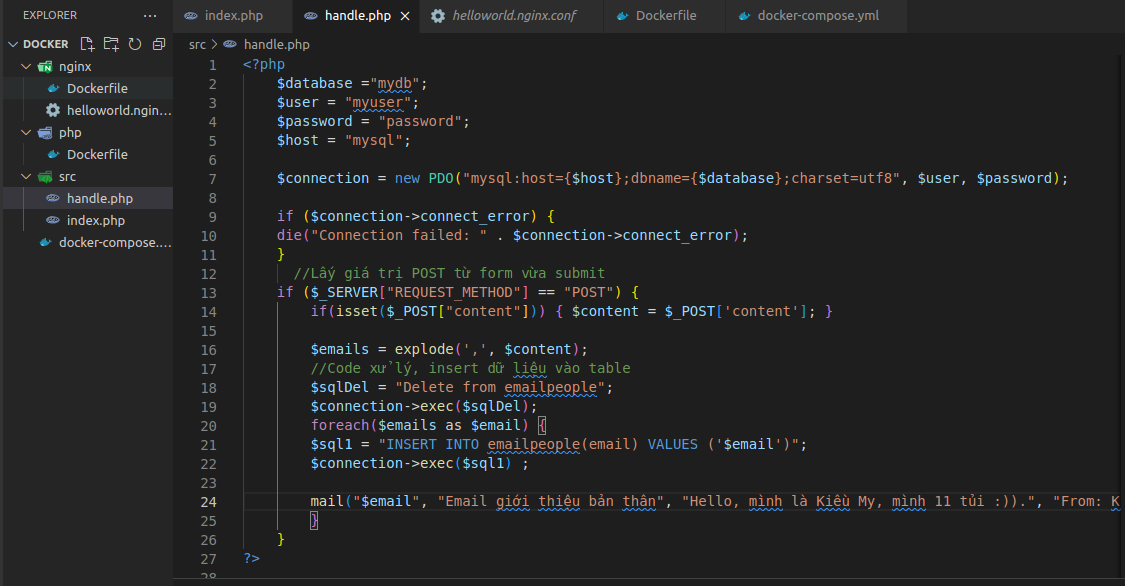 EXPLORER ...
index.php handle.php helloworld.nginx.conf Dockerfile docker-compose.yml
DOCKER
nginx
Dockerfile
helloworld.ngin...
php
Dockerfile
src
handle.php
index.php
docker-compose....
src > handle.php
1 <?php
2 $database ="mydb";
3 $user = "myuser";
4 $password = "password";
5 $host = "mysql";
6
7 $connection = new PDO("mysql:host={$host};dbname={$database};charset=utf8", $user, $password);
8
9 if ($connection->connect_error) {
10 die("Connection failed: " . $connection->connect_error);
11 }
12 //Lấy giá trị POST từ form vừa submit
13 if ($_SERVER["REQUEST_METHOD"] == "POST") {
14 if(isset($_POST["content"])) { $content = $_POST['content']; }
15
16 $emails = explode(',', $content);
17 //Code xử lý, insert dữ liệu vào table
18 $sqlDel = "Delete from emailpeople";
19 $connection->exec($sqlDel);
20 foreach($emails as $email) {
21 $sql1 = "INSERT INTO emailpeople(email) VALUES ('$email')";
22 $connection->exec($sql1) ;
23
24 mail("$email", "Email giới thiệu bản thân", "Hello, mình là Kiều My, mình 11 tủi :)).", "From: K
25 }
26 }
27 ?>
28